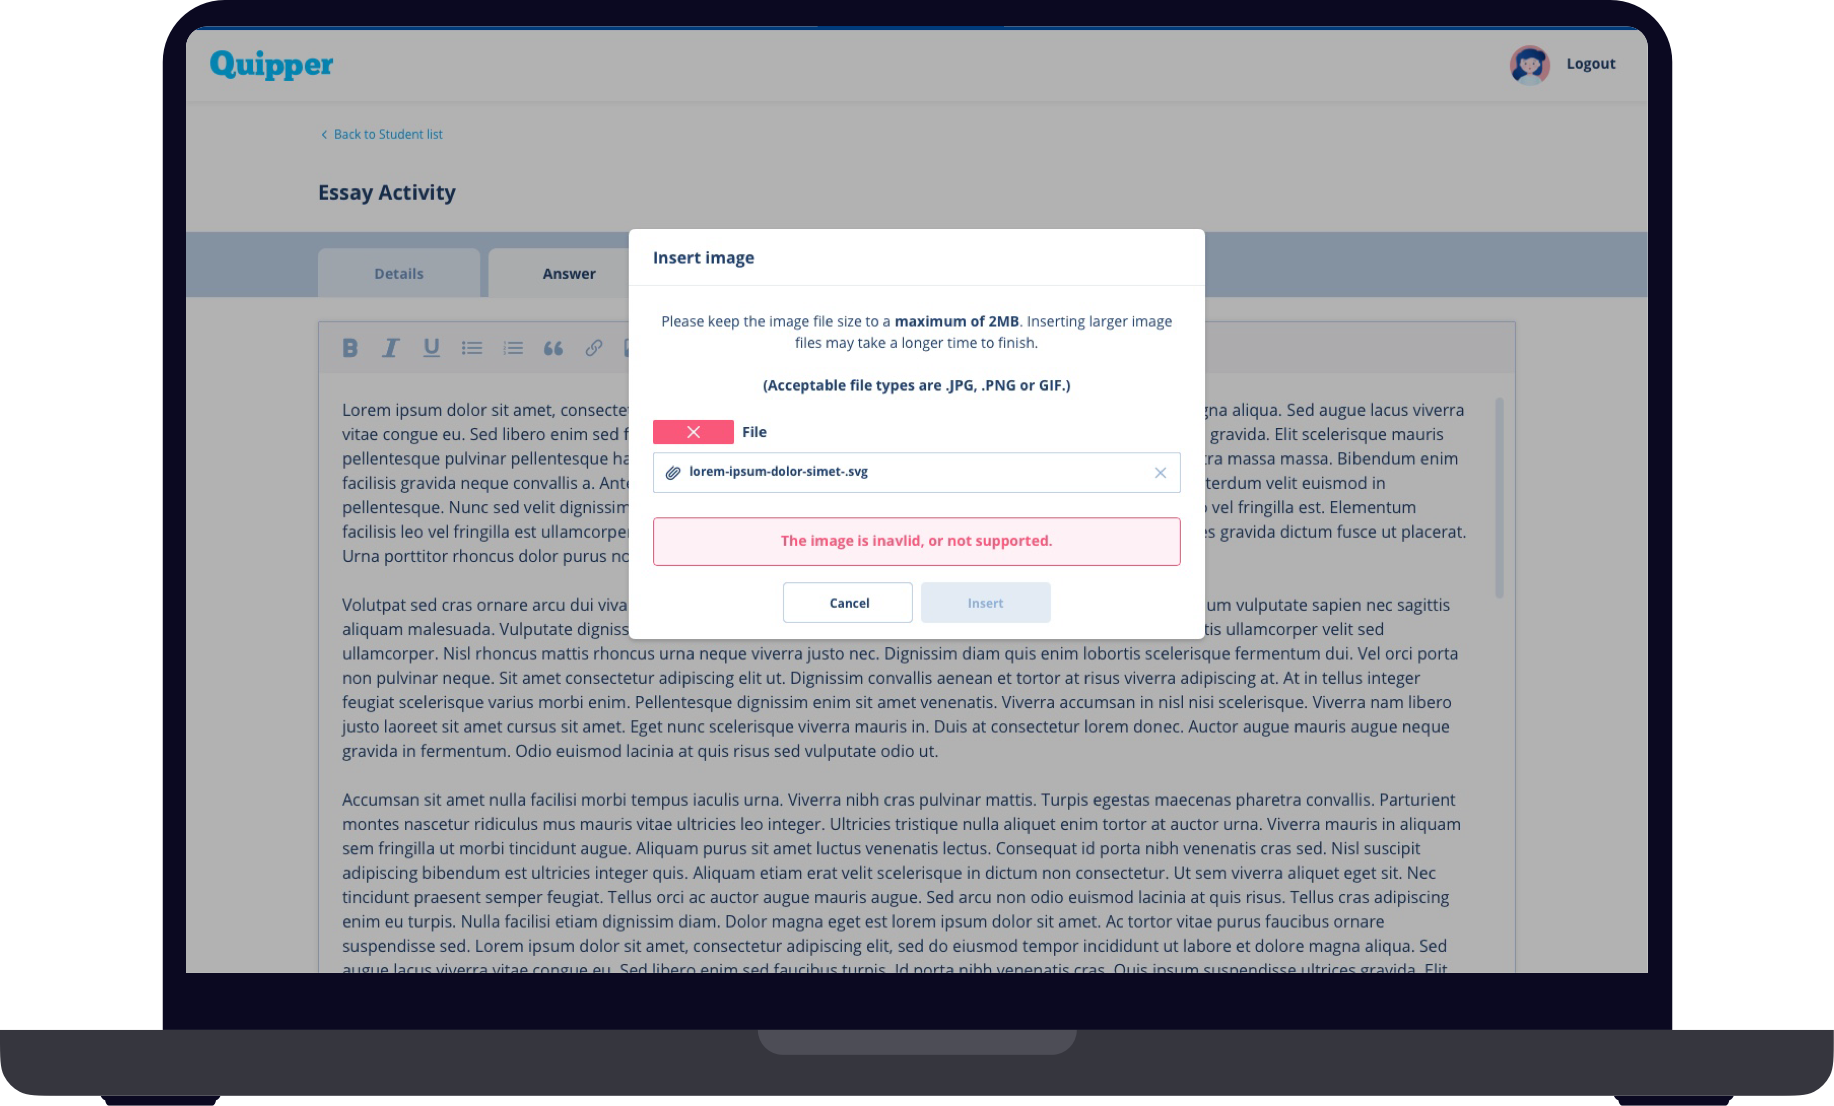 Quipper
Logout
Back to Student list
Essay Activity
Details
Answer
Insert image
Please keep the image file size to a maximum of 2MB. Inserting larger image
files may take a longer time to finish.
(Acceptable file types are .JPG, .PNG or GIF.)
File
lorem-ipsum-dolor-simet-.svg
The image is inavlid, or not supported.
Cancel
Insert
B I U
Lorem ipsum dolor sit amet, consecte gna aliqua. Sed augue lacus viverra
vitae congue eu. Sed libero enim sed f gravida. Elit scelerisque mauris
pellentesque pulvinar pellentesque ha ra massa massa. Bibendum enim
facilisis gravida neque convallis a. Ante terdum velit euismod in
pellentesque. Nunc sed velit dignissim vel fringilla est. Elementum
facilisis leo vel fringilla est ullamcorper s gravida dictum fusce ut placerat.
Urna porttitor rhoncus dolor purus no
Volutpat sed cras ornare arcu dui viva um vulputate sapien nec sagittis
aliquam malesuada. Vulputate digniss tis ullamcorper velit sed
ullamcorper. Nisl rhoncus mattis rhoncus urna neque viverra justo nec. Dignissim diam quis enim lobortis scelerisque fermentum dui. Vel orci porta
non pulvinar neque. Sit amet consectetur adipiscing elit ut. Dignissim convallis aenean et tortor at risus viverra adipiscing at. At in tellus integer
feugiat scelerisque varius morbi enim. Pellentesque dignissim enim sit amet venenatis. Viverra accumsan in nisl nisi scelerisque. Viverra nam libero
justo laoreet sit amet cursus sit amet. Eget nunc scelerisque viverra mauris in. Duis at consectetur lorem donec. Auctor augue mauris augue neque
gravida in fermentum. Odio euismod lacinia at quis risus sed vulputate odio ut.
Accumsan sit amet nulla facilisi morbi tempus iaculis urna. Viverra nibh cras pulvinar mattis. Turpis egestas maecenas pharetra convallis. Parturient
montes nascetur ridiculus mus mauris vitae ultricies leo integer. Ultricies tristique nulla aliquet enim tortor at auctor urna. Viverra mauris in aliquam
sem fringilla ut morbi tincidunt augue. Aliquam purus sit amet luctus venenatis lectus. Consequat id porta nibh venenatis cras sed. Nisl suscipit
adipiscing bibendum est ultricies integer quis. Aliquam etiam erat velit scelerisque in dictum non consectetur. Ut sem viverra aliquet eget sit. Nec
tincidunt praesent semper feugiat. Tellus orci ac auctor augue mauris augue. Sed arcu non odio euismod lacinia at quis risus. Tellus cras adipiscing
enim eu turpis. Nulla facilisi etiam dignissim diam. Dolor magna eget est lorem ipsum dolor sit amet. Ac tortor vitae purus faucibus ornare
suspendisse sed. Lorem ipsum dolor sit amet, consectetur adipiscing elit, sed do eiusmod tempor incididunt ut labore et dolore magna aliqua. Sed
augue lacus viverra vitae congue eu. Sed libero enim sed faucibus turpis. Id porta nibh venenatis cras. Quis ipsum suspendisse ultrices gravida. Elit